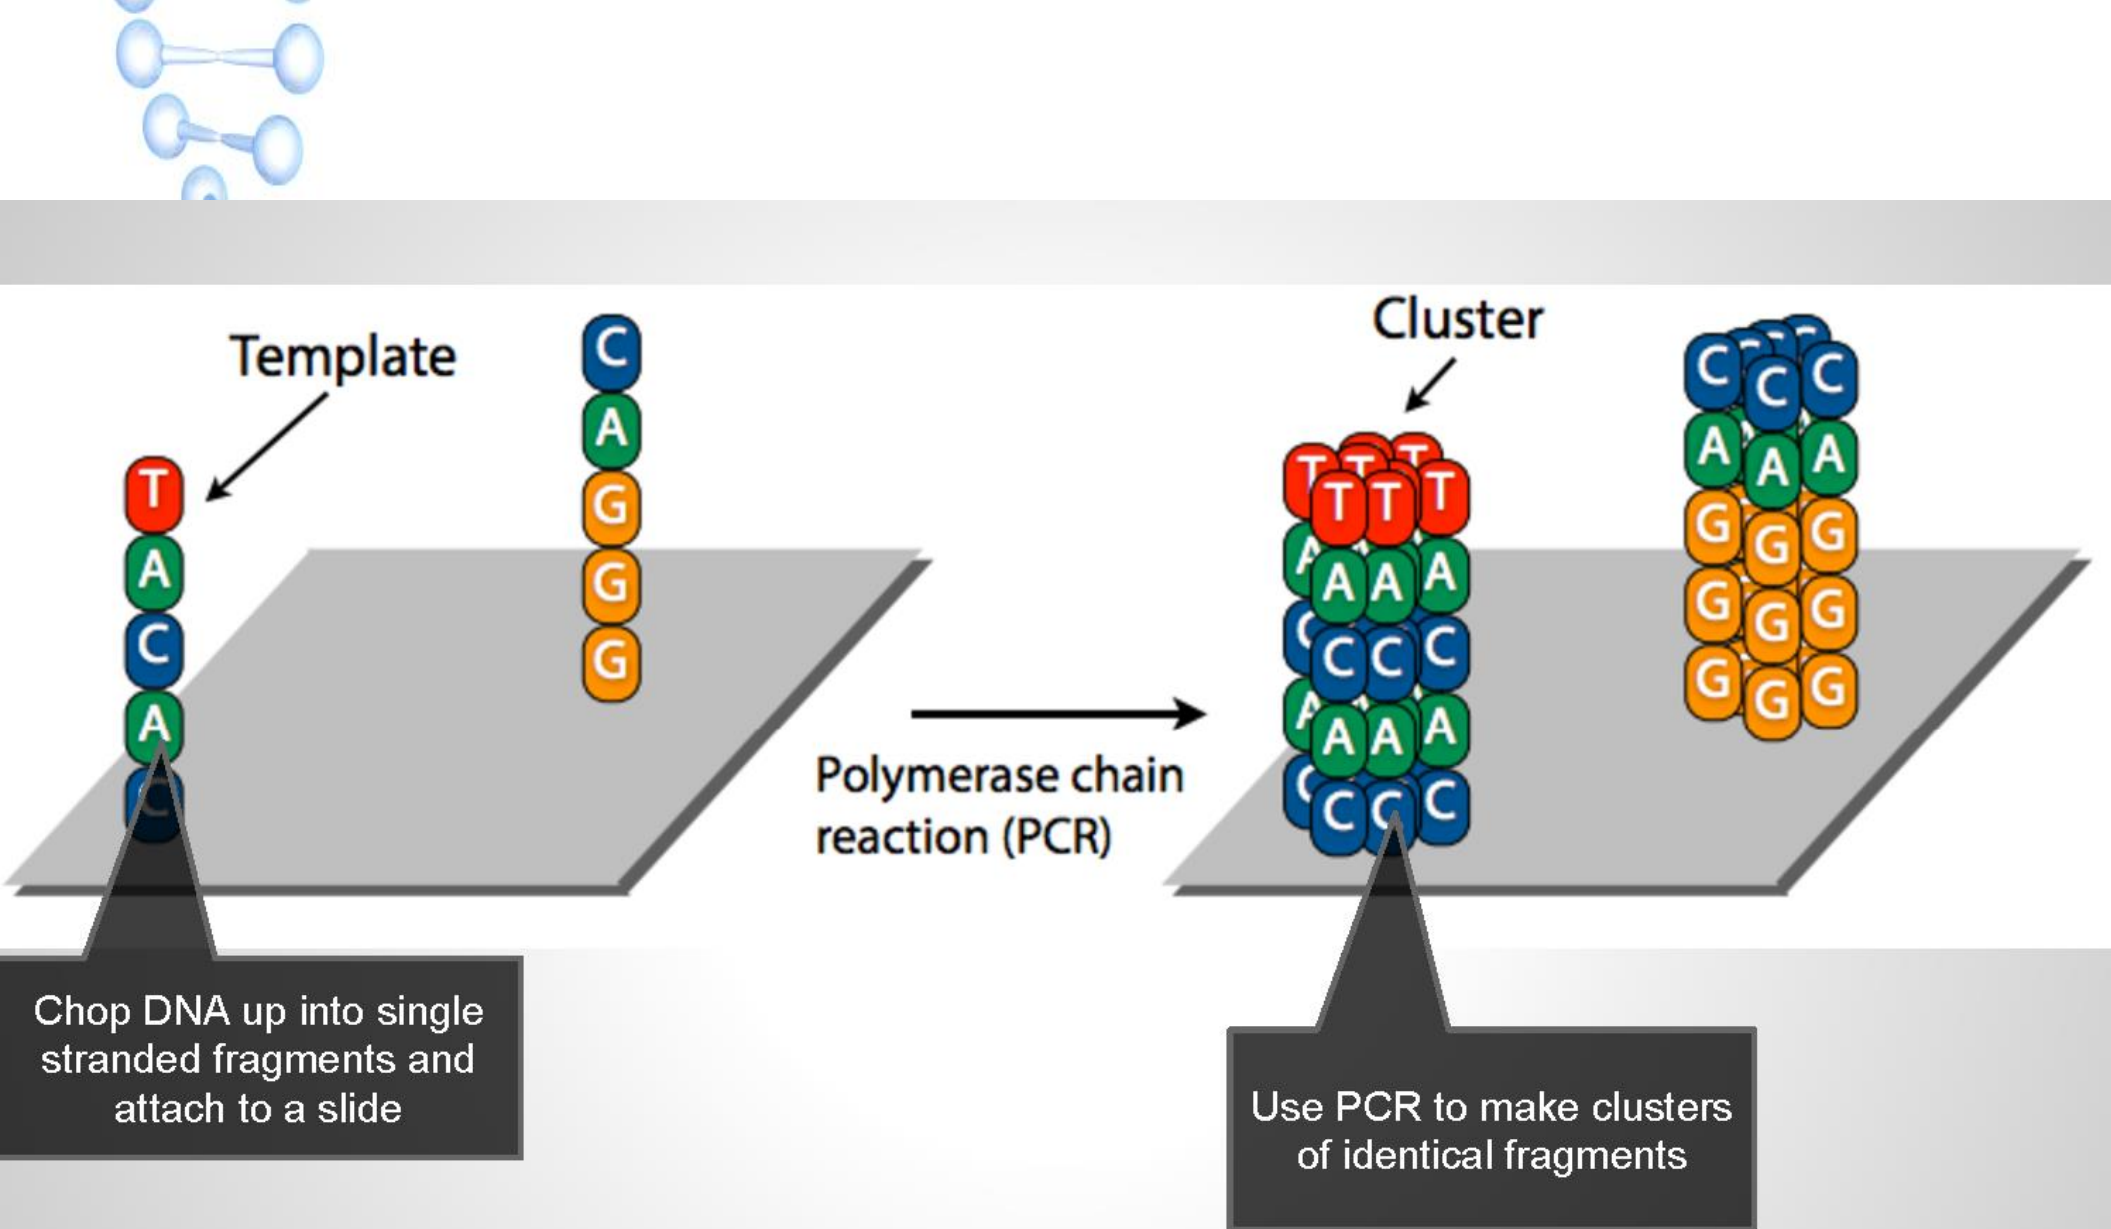 Template
Cluster
C
A
G
G
G
T
A
C
A
C
Polymerase chain
reaction (PCR)
T T T
T T T
A
A A A
C
C C C
A
A A A
C
C C C
C C C C
C C
A A A
G G G
G G G
G G G
Chop DNA up into single
stranded fragments and
attach to a slide
Use PCR to make clusters
of identical fragments